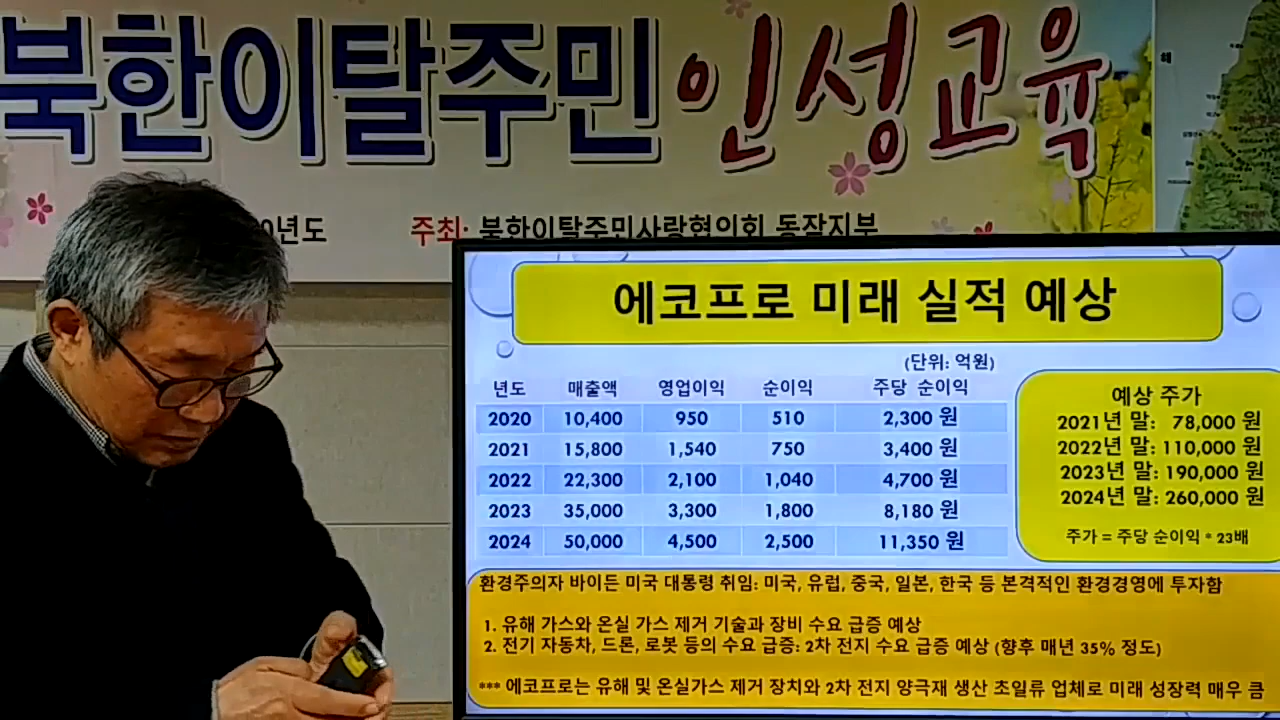 북한이탈주민 인성교육
0년도 주최: 북한이탈주민사랑협의회 동작지부
에코프로 미래 실적 예상
(단위: 억원)
년도 매출액 영업이익 순이익 주당 순이익
2020 10,400 950 510 2,300 원
2021 15,800 1,540 750 3,400 원
2022 22,300 2,100 1,040 4,700 원
2023 35,000 3,300 1,800 8,180 원
2024 50,000 4,500 2,500 11,350 원
예상 주가
2021년 말: 78,000 원
2022년 말: 110,000 원
2023년 말: 190,000 원
2024년 말: 260,000 원
주가 = 주당 순이익 * 23배
환경주의자 바이든 미국 대통령 취임: 미국, 유럽, 중국, 일본, 한국 등 본격적인 환경경영에 투자함
1. 유해 가스와 온실 가스 제거 기술과 장비 수요 급증 예상
2. 전기 자동차, 드론, 로봇 등의 수요 급증: 2차 전지 수요 급증 예상 (향후 매년 35% 정도)
*** 에코프로는 유해 및 온실가스 제거 장치와 2차 전지 양극재 생산 초일류 업체로 미래 성장력 매우 큼